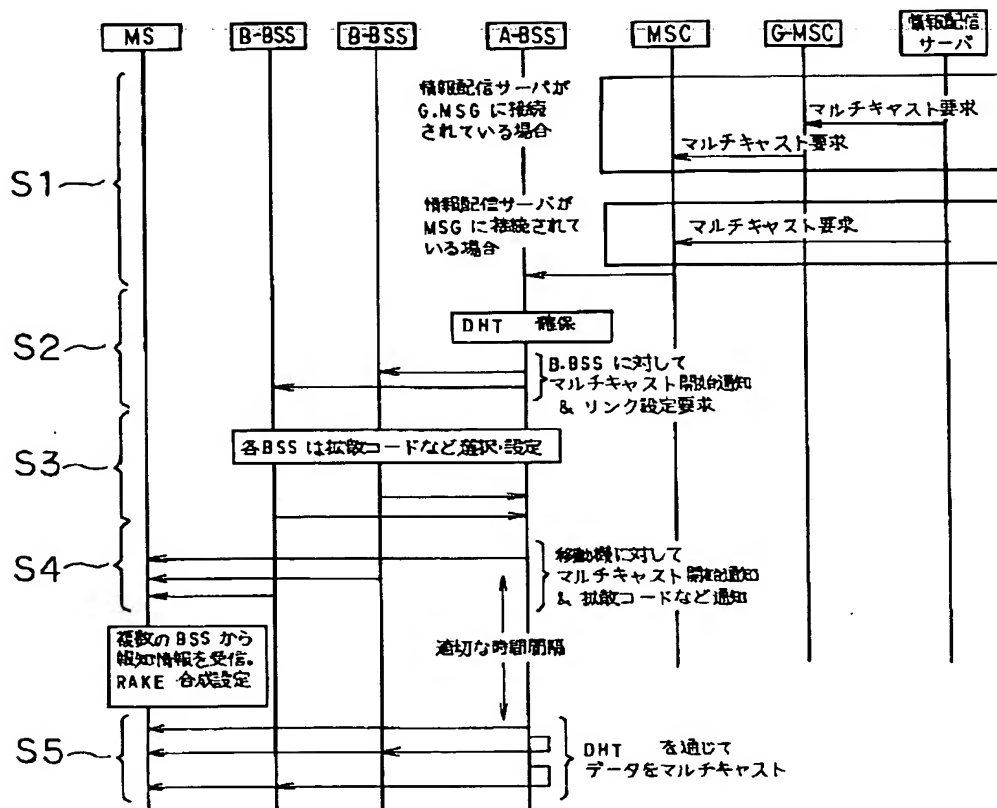 MS
B-BSS
B-BSS
A-BSS
MSC
G-MSC
情報配信
サーバ
情報配信サーバが
G.MSG に接続
されている場合
マルチキャスト要求
マルチキャスト要求
S1
情報配信サーバが
MSG に接続されて
いる場合
マルチキャスト要求
DHT 確保
S2
B.BSS に対して
マルチキャスト開始通知
& リンク設定要求
各BSS は拡散コードなど選択・設定
S3
S4
移動機に対して
マルチキャスト開始通知
& 拡散コードなど通知
複数の BSS から
報知情報を受信。
RAKE 合成設定
適切な時間間隔
S5
DHT を通じて
データをマルチキャスト